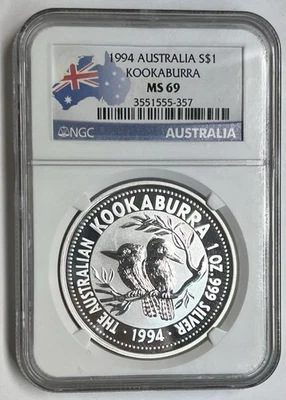 1994 AUSTRALIA S$1
KOOKABURRA
MS 69
3551555-357
NGC
AUSTRALIA
THE AUSTRALIAN KOOKABURRA 1 OZ. 999 SILVER
· 1994 ·